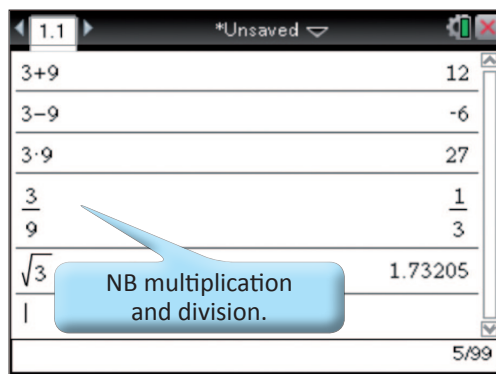 1.1 *Unsaved
3+9 12
3−9 -6
3·9 27
3/9 1/3
√3 1.73205
NB multiplication
and division.
5/99